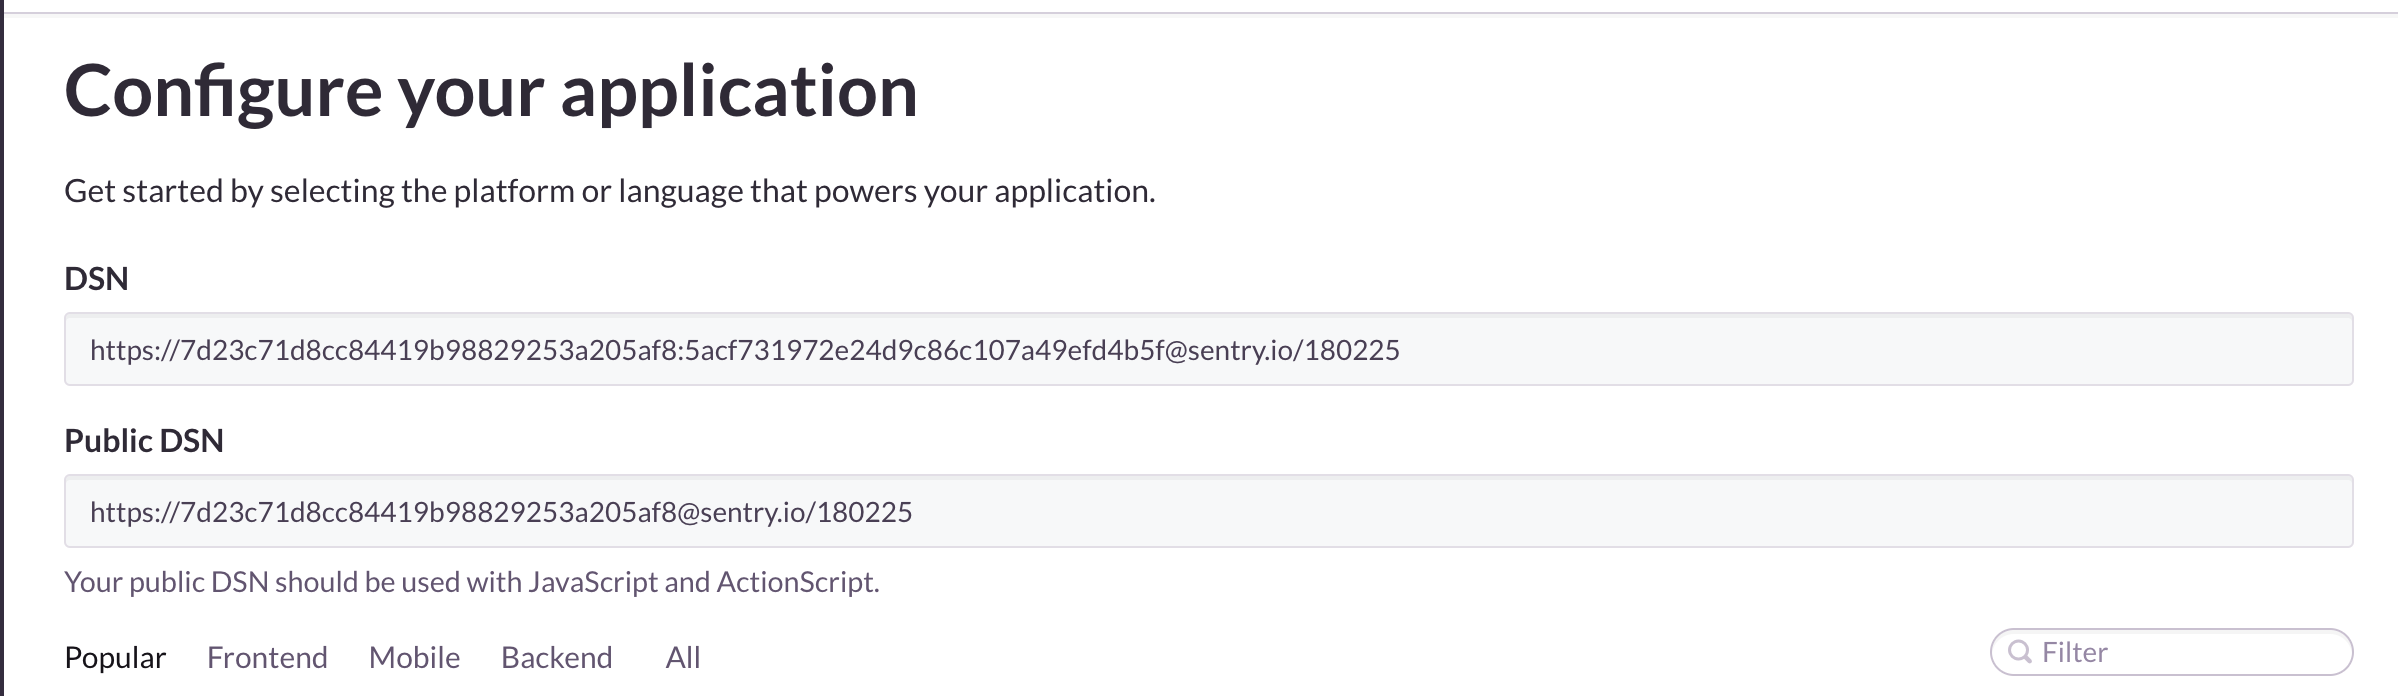 Configure your application
Get started by selecting the platform or language that powers your application.
DSN
https://7d23c71d8cc84419b98829253a205af8:5acf731972e24d9c86c107a49efd4b5f@sentry.io/180225
Public DSN
https://7d23c71d8cc84419b98829253a205af8@sentry.io/180225
Your public DSN should be used with JavaScript and ActionScript.
Popular Frontend Mobile Backend All Filter